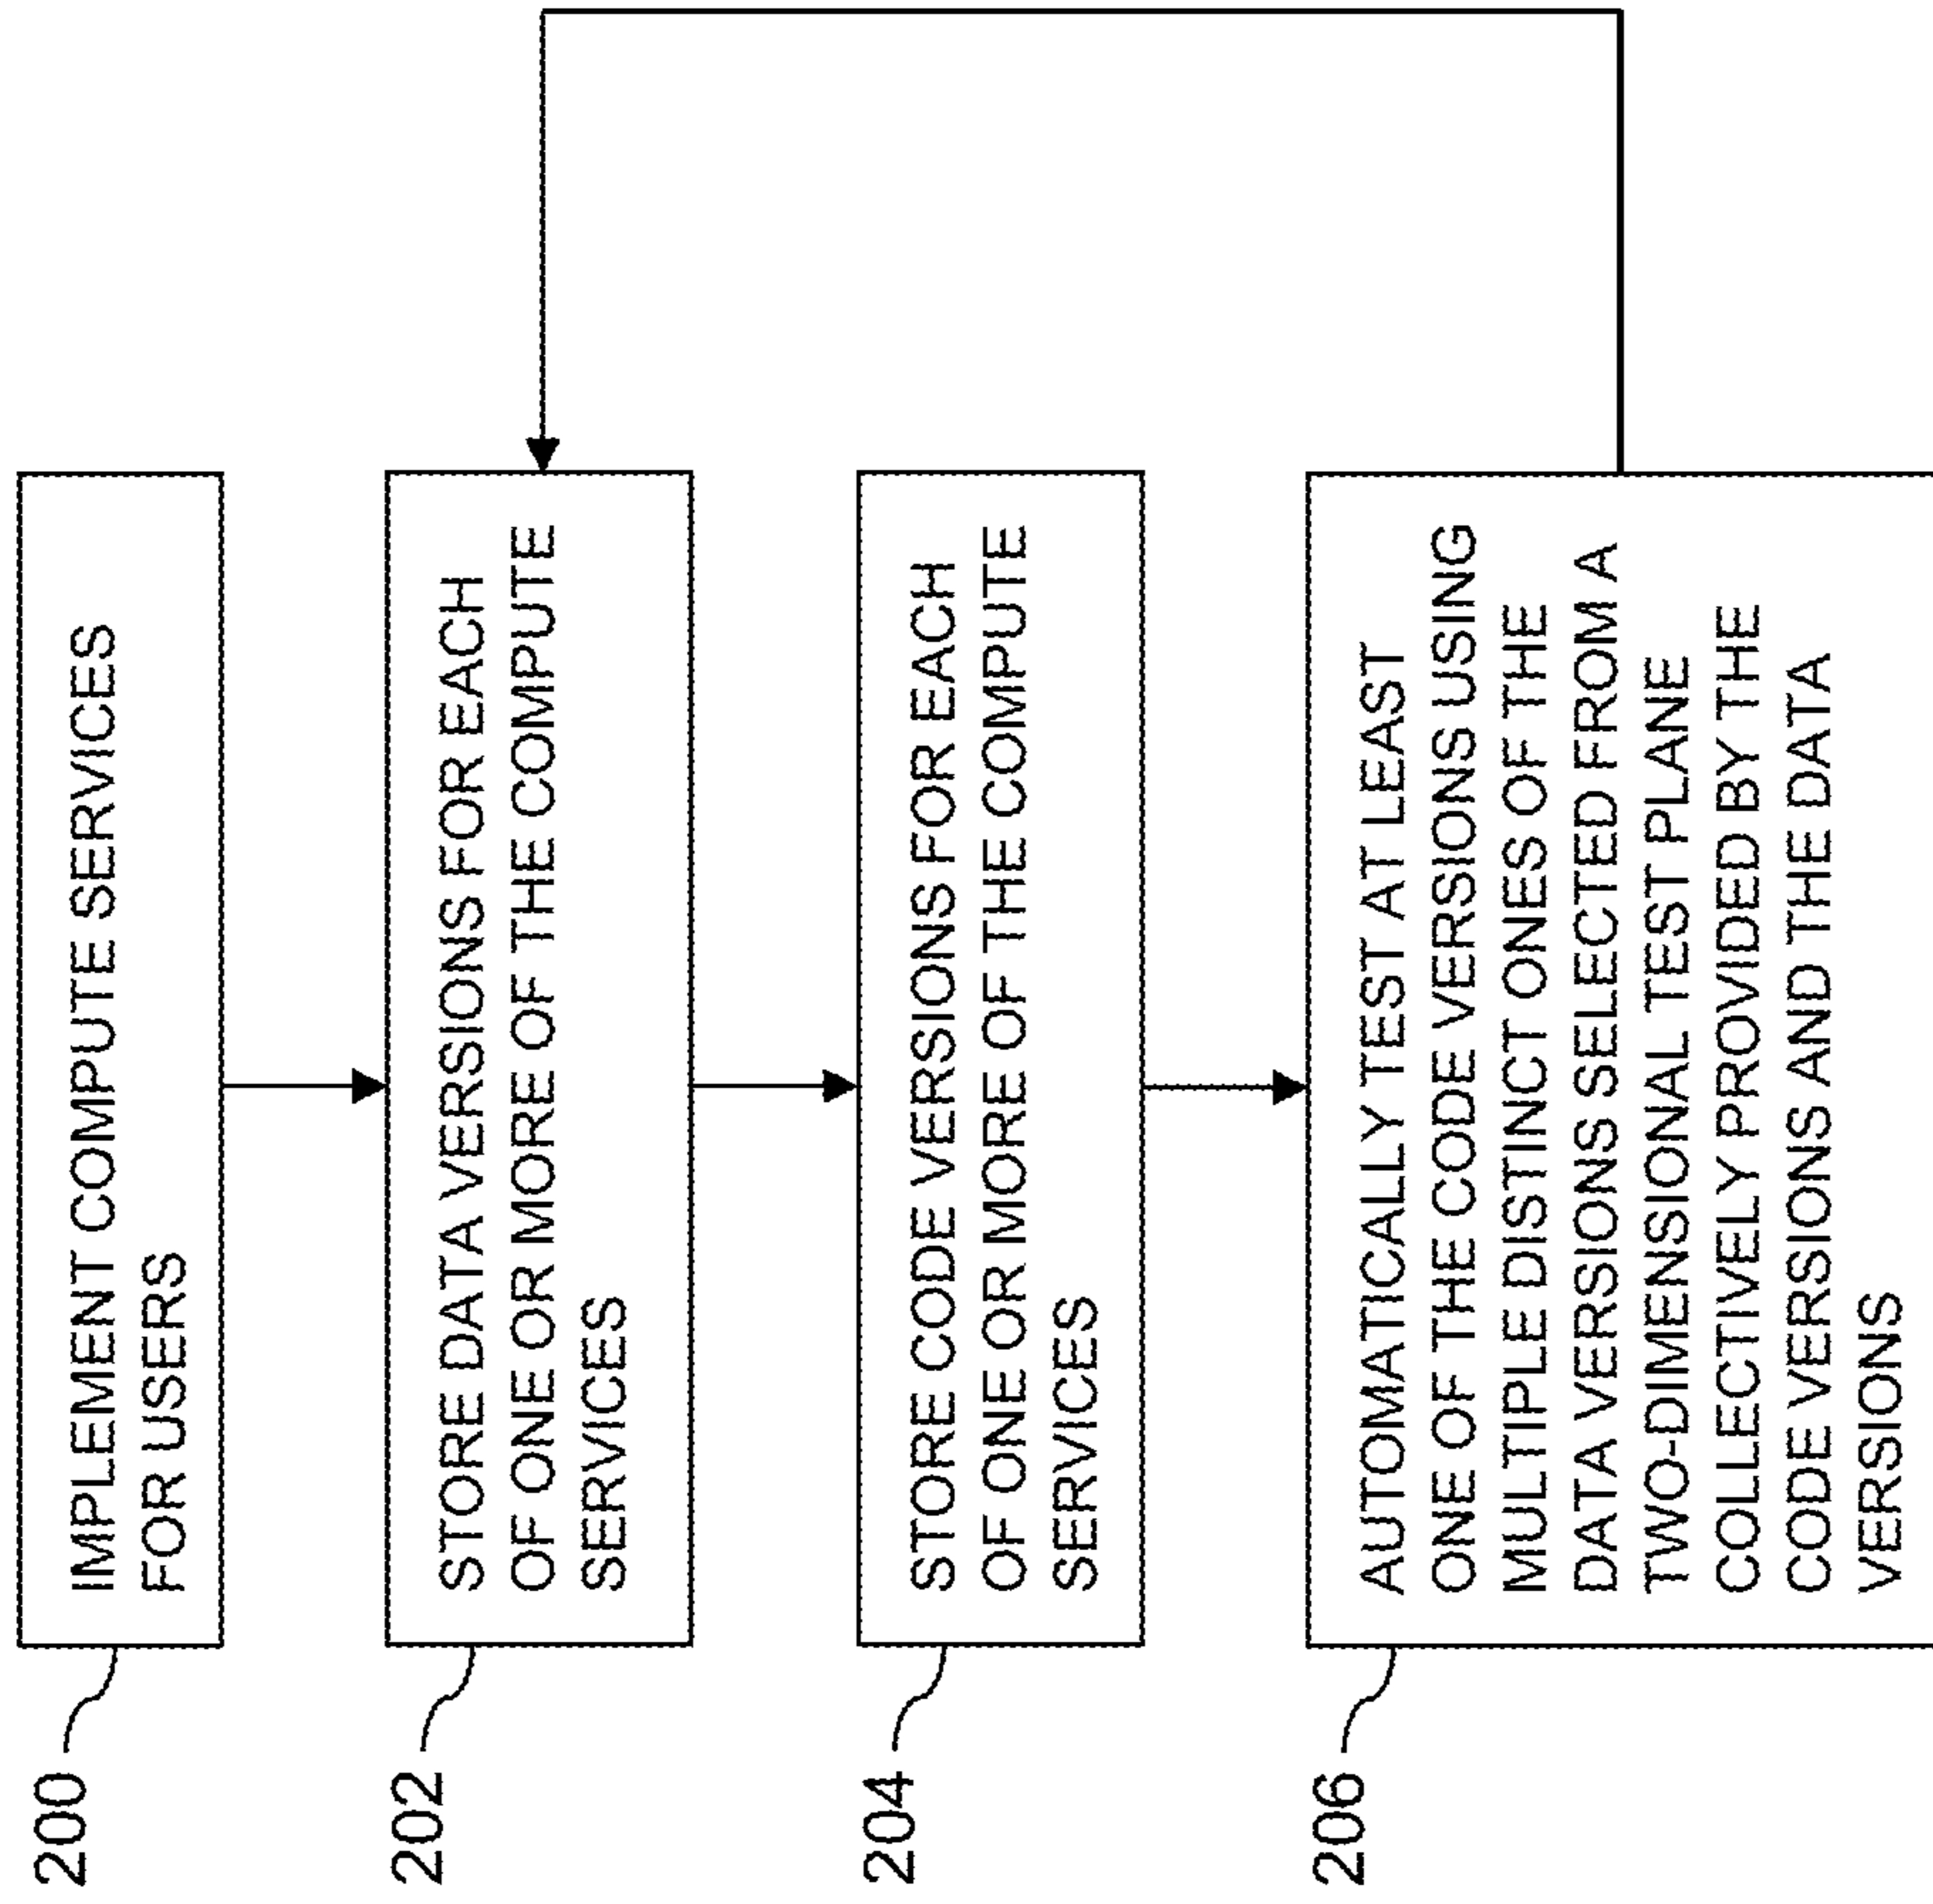 200
IMPLEMENT COMPUTE SERVICES
FOR USERS
202
STORE DATA VERSIONS FOR EACH
OF ONE OR MORE OF THE COMPUTE
SERVICES
204
STORE CODE VERSIONS FOR EACH
OF ONE OR MORE OF THE COMPUTE
SERVICES
206
AUTOMATICALLY TEST AT LEAST
ONE OF THE CODE VERSIONS USING
MULTIPLE DISTINCT ONES OF THE
DATA VERSIONS SELECTED FROM A
TWO-DIMENSIONAL TEST PLANE
COLLECTIVELY PROVIDED BY THE
CODE VERSIONS AND THE DATA
VERSIONS